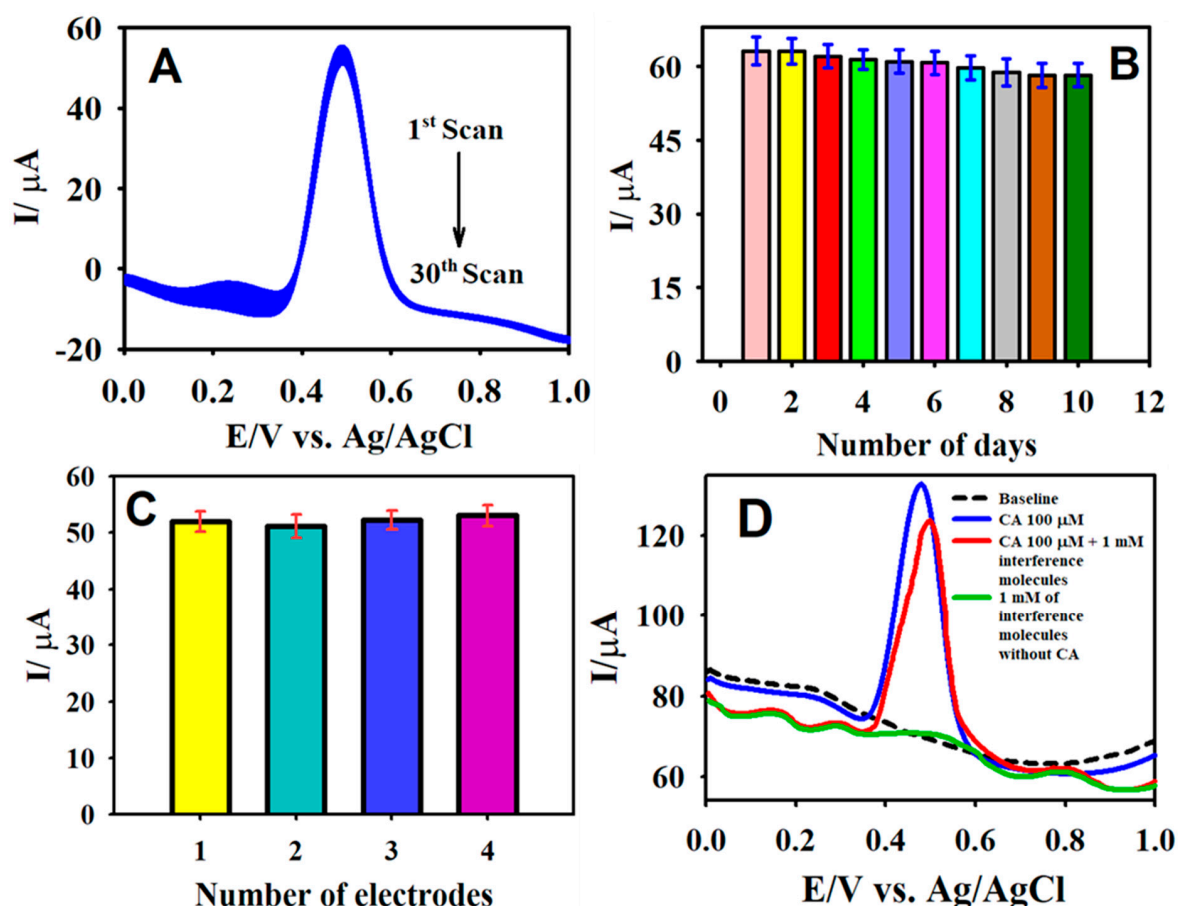 A
60
40
20
0
-20
I/ μA
1st Scan
30th Scan
0.0 0.2 0.4 0.6 0.8 1.0
E/V vs. Ag/AgCl
B
60
45
30
15
0
I/ μA
0 2 4 6 8 10 12
Number of days
C
60
50
40
30
20
10
0
I/ μA
1 2 3 4
Number of electrodes
D
120
100
80
60
I/μA
Baseline
CA 100 μM
CA 100 μM + 1 mM
interference
molecules
1 mM of
interference
molecules
without CA
0.0 0.2 0.4 0.6 0.8 1.0
E/V vs. Ag/AgCl